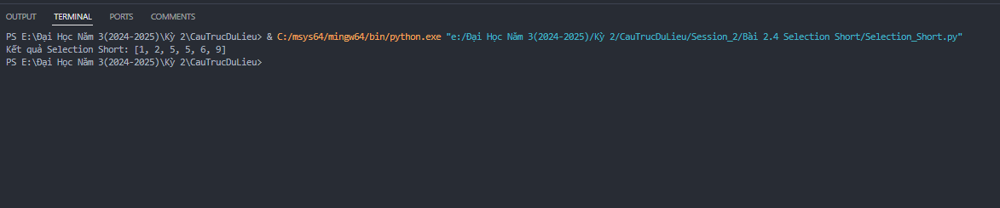 OUTPUT TERMINAL PORTS COMMENTS
PS E:\Đại Học Năm 3(2024-2025)\Kỳ 2\CauTrucDuLieu> & C:/msys64/mingw64/bin/python.exe "e:/Đại Học Năm 3(2024-2025)/Kỳ 2/CauTrucDuLieu/Session_2/Bài 2.4 Selection Short/Selection_Short.py"
Kết quả Selection Short: [1, 2, 5, 5, 6, 9]
PS E:\Đại Học Năm 3(2024-2025)\Kỳ 2\CauTrucDuLieu>